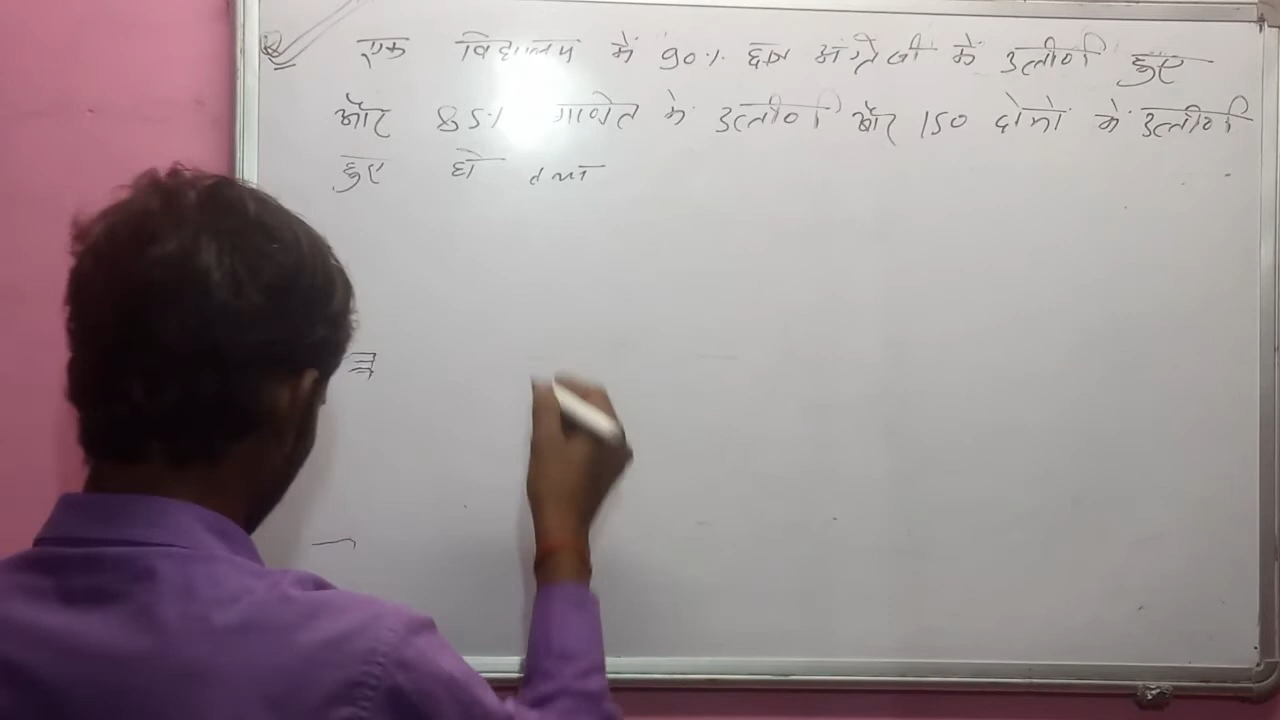 एक विद्यालय में 90% छात्र अंग्रेजी में उत्तीर्ण हुए
और 85% गणित में उत्तीर्ण और 150 दोनों में उत्तीर्ण
हुए हो तथा